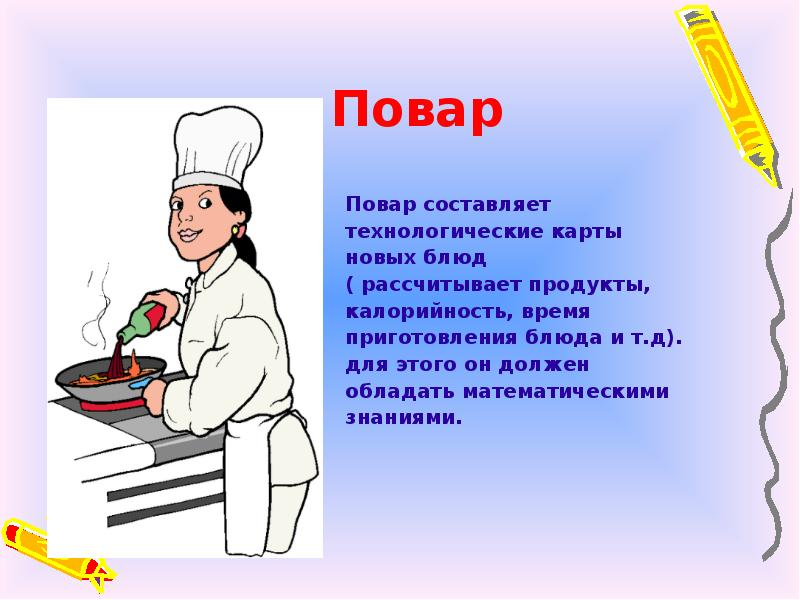 Повар
Повар составляет
технологические карты
новых блюд
( рассчитывает продукты,
калорийность, время
приготовления блюда и т.д).
для этого он должен
обладать математическими
знаниями.